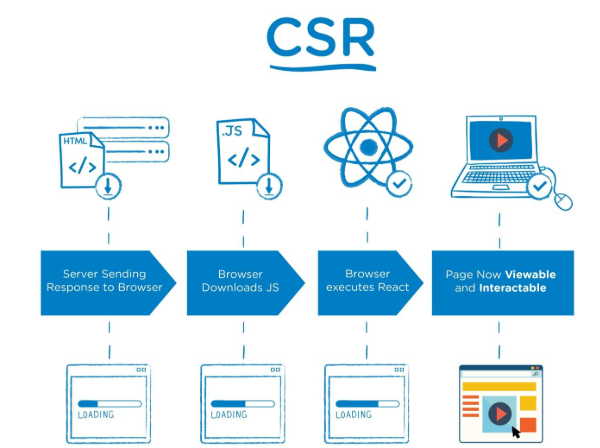 CSR
HTML
</>
.JS
</>
Server Sending
Response to Browser
Browser
Downloads JS
Browser
executes React
Page Now Viewable
and Interactable
LOADING
LOADING
LOADING